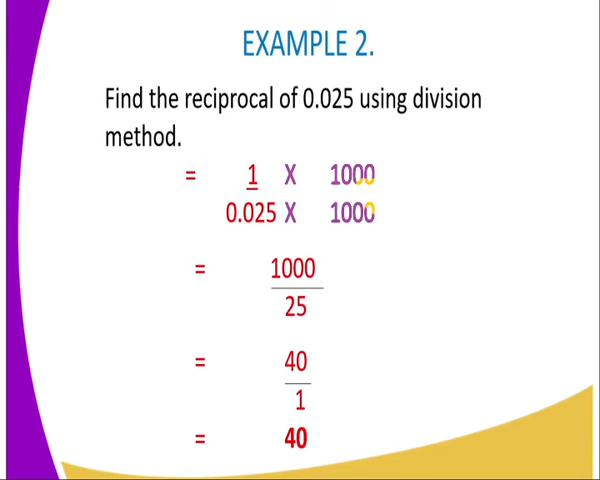 EXAMPLE 2.
Find the reciprocal of 0.025 using division
method.
= 1 X 1000
0.025 X 1000
= 1000
25
= 40
1
= 40